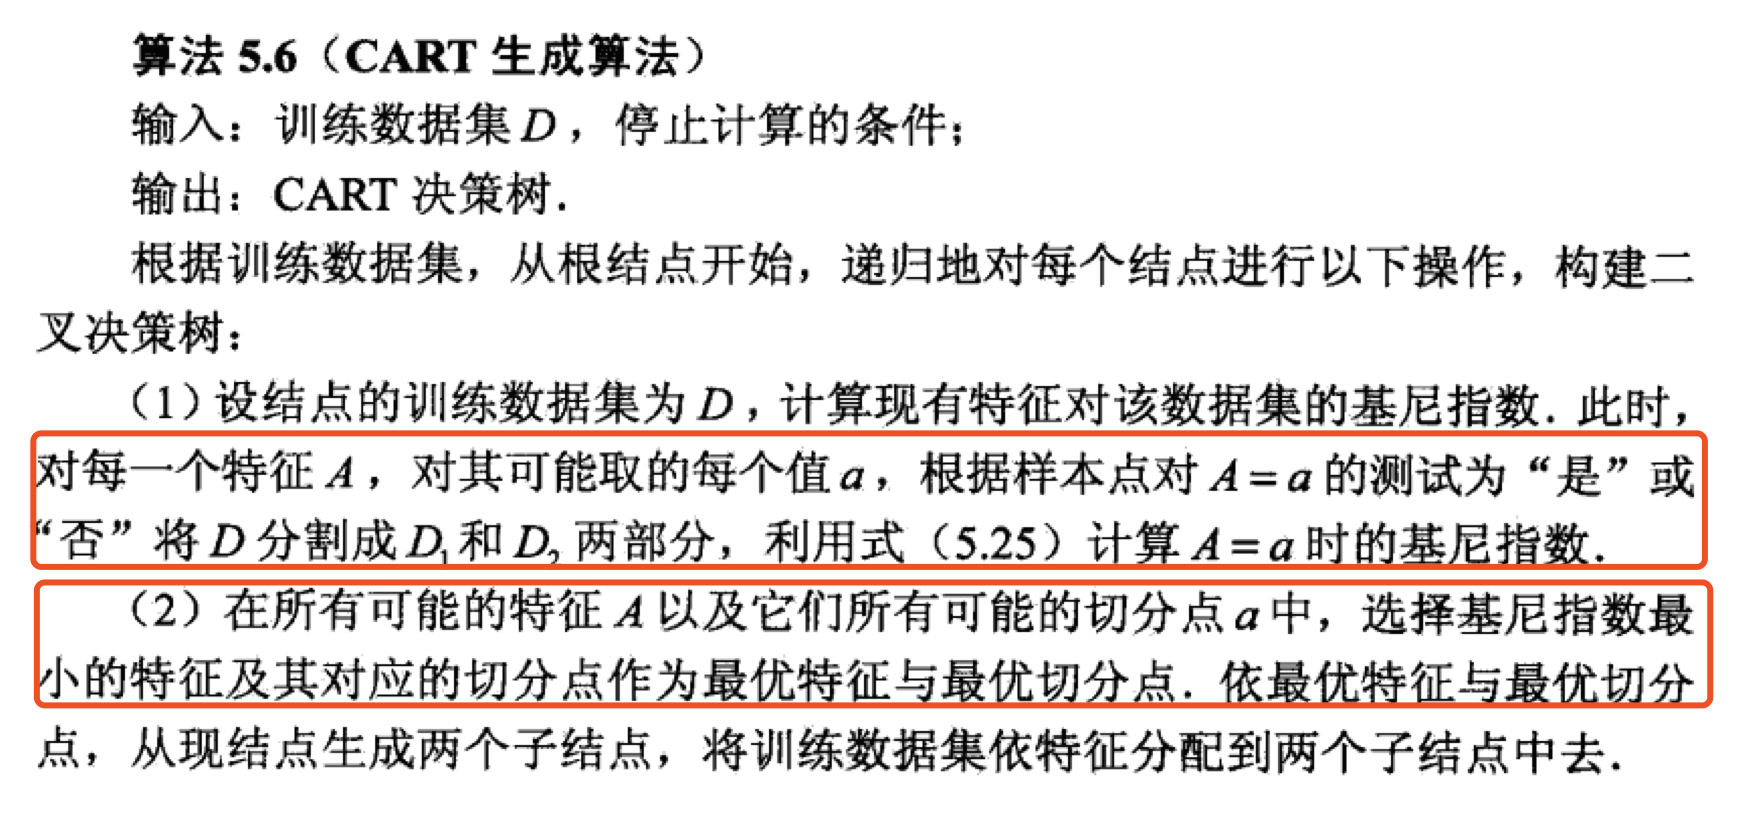 算法 5.6（CART 生成算法）
输入：训练数据集 D，停止计算的条件；
输出：CART 决策树．
根据训练数据集，从根结点开始，递归地对每个结点进行以下操作，构建二
叉决策树：
（1）设结点的训练数据集为 D，计算现有特征对该数据集的基尼指数．此时，
对每一个特征 A，对其可能取的每个值 a，根据样本点对 A = a 的测试为“是”或
“否”将 D 分割成 D₁ 和 D₂ 两部分，利用式（5.25）计算 A = a 时的基尼指数．
（2）在所有可能的特征 A 以及它们所有可能的切分点 a 中，选择基尼指数最
小的特征及其对应的切分点作为最优特征与最优切分点．依最优特征与最优切分
点，从现结点生成两个子结点，将训练数据集依特征分配到两个子结点中去．